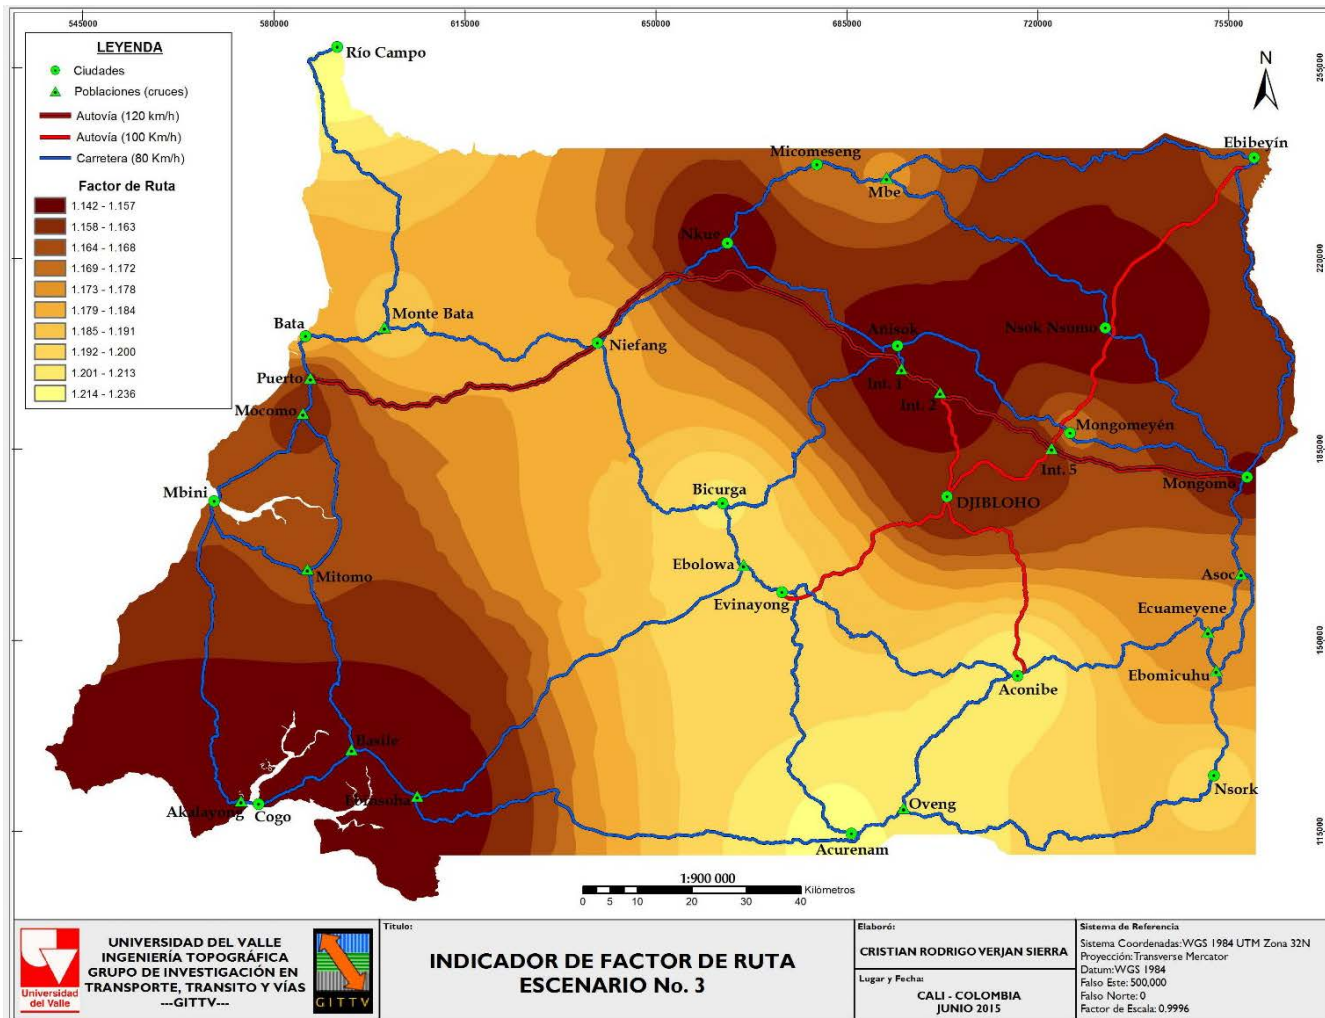 545000
580000
615000
650000
685000
720000
755000
LEYENDA
Ciudades
Poblaciones (cruces)
Autovía (120 km/h)
Autovía (100 Km/h)
Carretera (80 Km/h)
Factor de Ruta
1.142 - 1.157
1.158 - 1.163
1.164 - 1.168
1.169 - 1.172
1.173 - 1.178
1.179 - 1.184
1.185 - 1.191
1.192 - 1.200
1.201 - 1.213
1.214 - 1.236
N
255000
220000
185000
150000
115000
Río Campo
Ebibeyín
Micomeseng
Mbe
Nkue
Monte Bata
Bata
Niefang
Añisok
Nsok Nsomo
Puerto
Int. 1
Int. 2
Mocomo
Mongomeyén
Int. 5
Mongomo
Mbini
Bicurga
DJIBLOHO
Mitomo
Ebolowa
Evinayong
Asoc
Ecuameyene
Aconibe
Ebomicuhu
Basile
Akalayong
Cogo
Oveng
Nsork
Acurenam
1:900 000
0 5 10 20 30 40
Kilómetros
Universidad
del Valle
UNIVERSIDAD DEL VALLE
INGENIERÍA TOPOGRÁFICA
GRUPO DE INVESTIGACIÓN EN
TRANSPORTE, TRANSITO Y VÍAS
---GITTV---
GITTV
Título:
INDICADOR DE FACTOR DE RUTA
ESCENARIO No. 3
Elaboró:
CRISTIAN RODRIGO VERJAN SIERRA
Lugar y Fecha:
CALI - COLOMBIA
JUNIO 2015
Sistema de Referencia
Sistema Coordenadas: WGS 1984 UTM Zona 32N
Proyección: Transverse Mercator
Datum: WGS 1984
Falso Este: 500,000
Falso Norte: 0
Factor de Escala: 0.9996